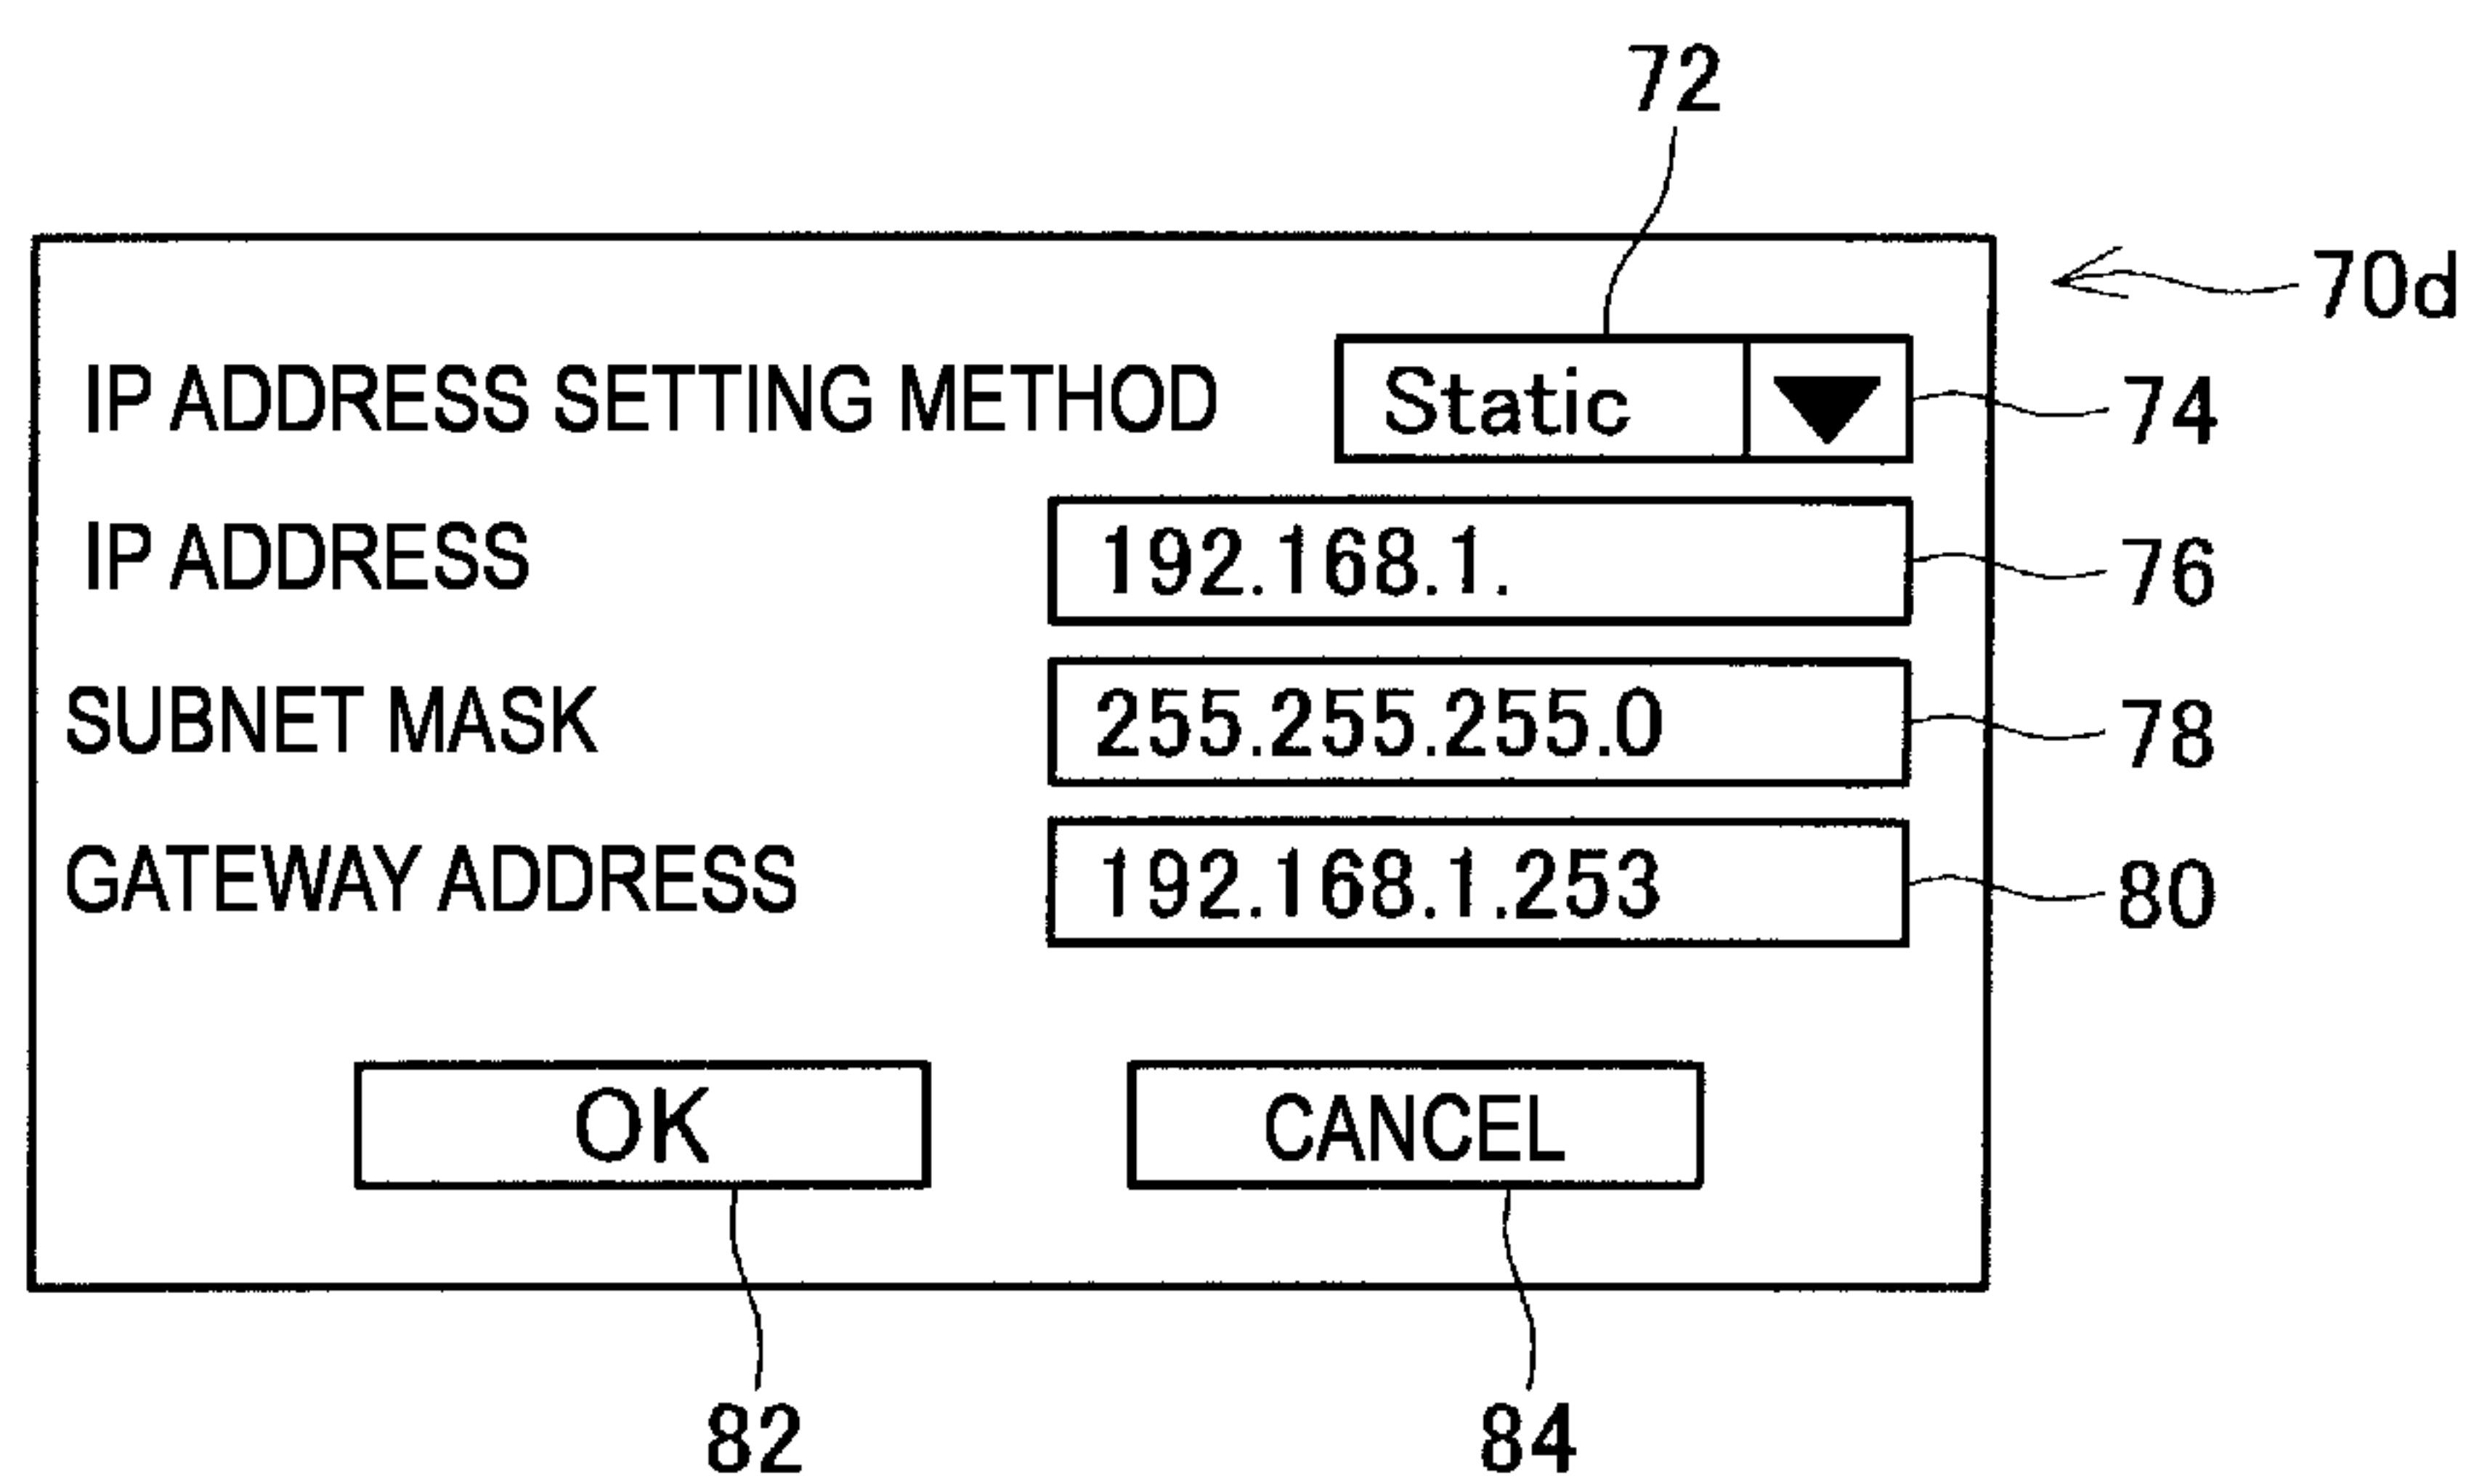 72
70d
IP ADDRESS SETTING METHOD Static 74
IP ADDRESS 192.168.1. 76
SUBNET MASK 255.255.255.0 78
GATEWAY ADDRESS 192.168.1.253 80
OK CANCEL
82 84